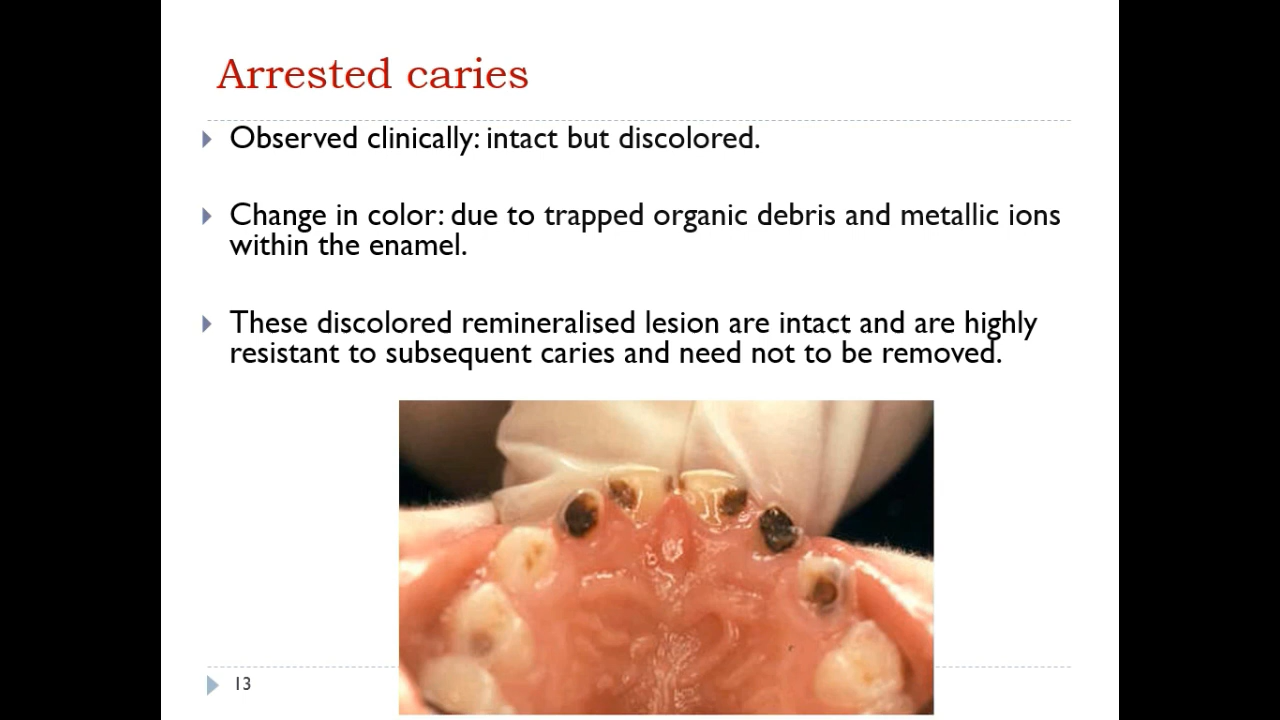 Arrested caries
Observed clinically: intact but discolored.
Change in color: due to trapped organic debris and metallic ions
within the enamel.
These discolored remineralised lesion are intact and are highly
resistant to subsequent caries and need not to be removed.
13